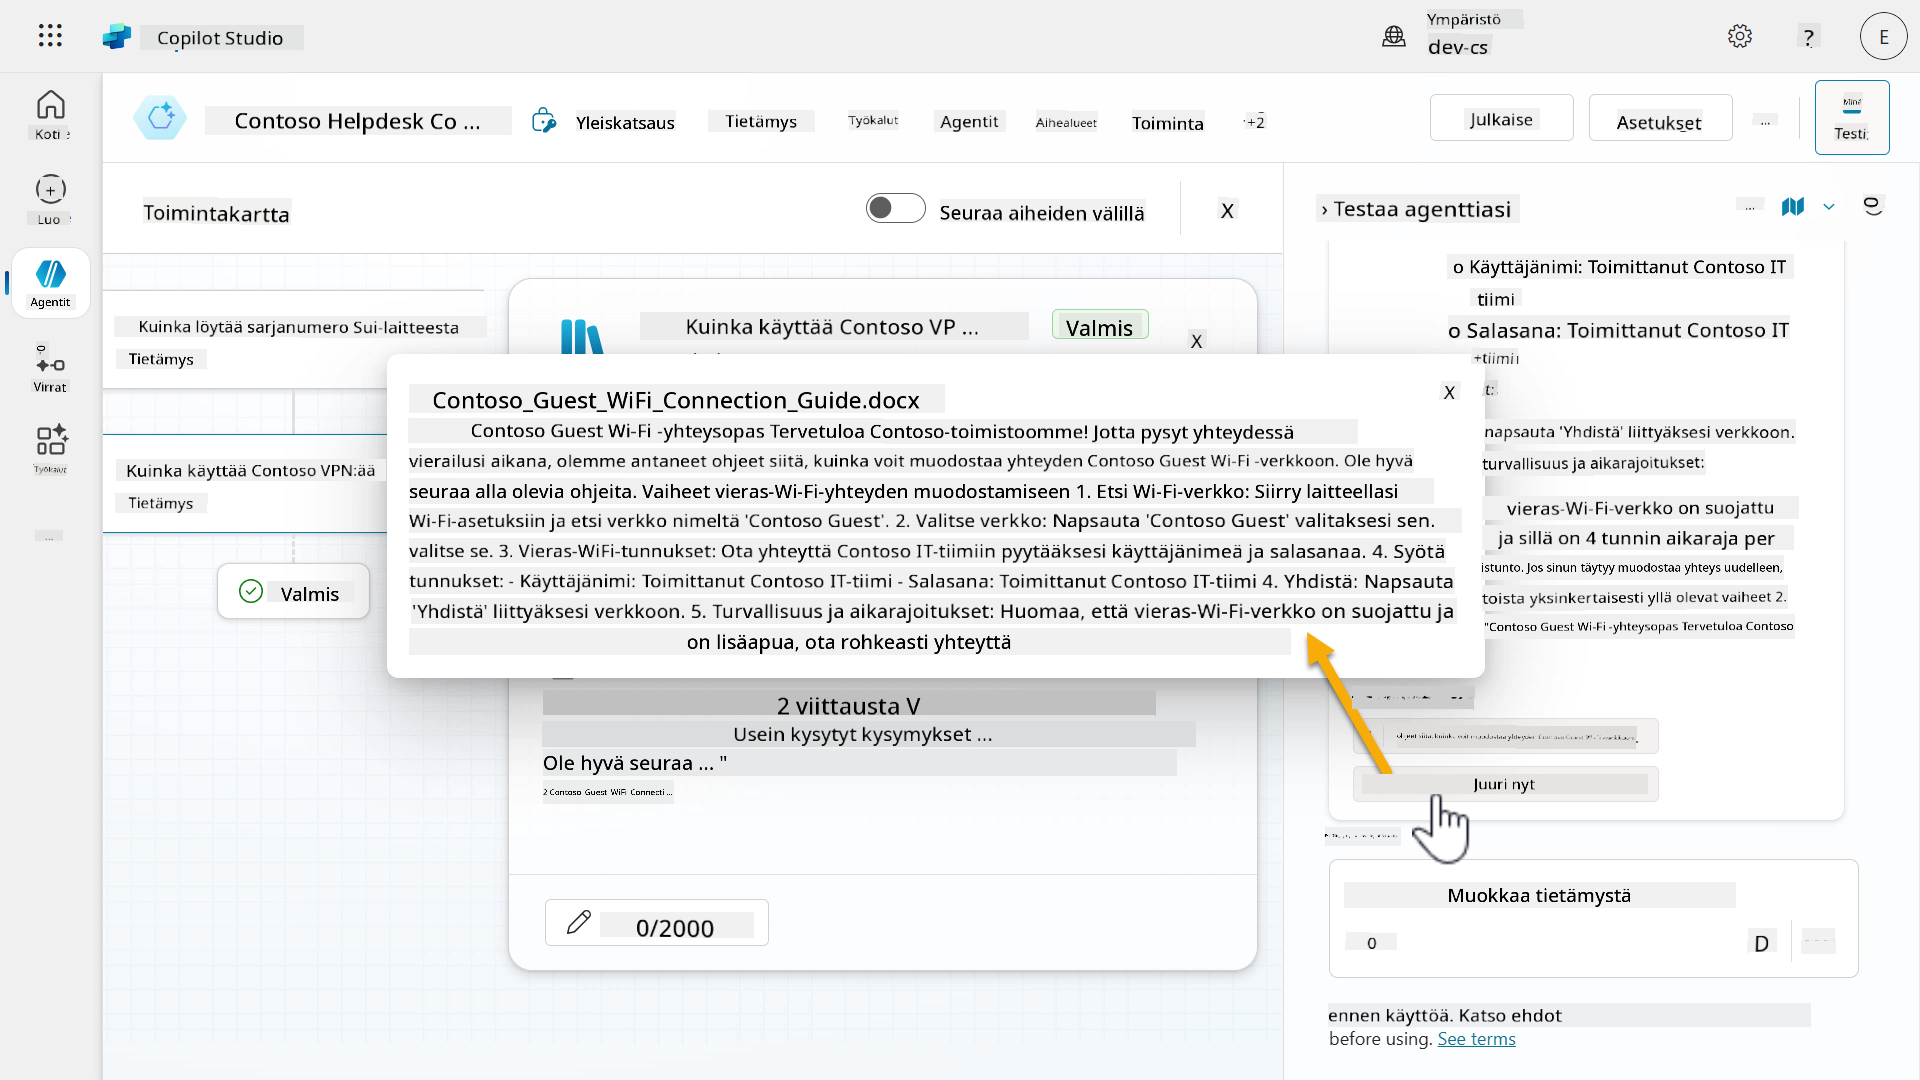 Copilot Studio
Ympäristö
dev-cs
?
E
Koti
Luo
Agentit
Virrat
Työkalut
Contoso Helpdesk Co ...
Yleiskatsaus
Tietämys
Työkalut
Agentit
Aihealueet
Toiminta
+2
Julkaise
Asetukset
...
Testi
Toimintakartta
Seuraa aiheiden välillä
X
Kuinka löytää sarjanumero Sui-laitteesta
Tietämys
Kuinka käyttää Contoso VPN:ää
Tietämys
Valmis
Kuinka käyttää Contoso VP ...
Valmis
X
Contoso_Guest_WiFi_Connection_Guide.docx
X
Contoso Guest Wi-Fi -yhteysopas Tervetuloa Contoso-toimistoomme! Jotta pysyt yhteydessä
vierailusi aikana, olemme antaneet ohjeet siitä, kuinka voit muodostaa yhteyden Contoso Guest Wi-Fi -verkkoon. Ole hyvä
seuraa alla olevia ohjeita. Vaiheet vieras-Wi-Fi-yhteyden muodostamiseen 1. Etsi Wi-Fi-verkko: Siirry laitteellasi
Wi-Fi-asetuksiin ja etsi verkko nimeltä 'Contoso Guest'. 2. Valitse verkko: Napsauta 'Contoso Guest' valitaksesi sen.
valitse se. 3. Vieras-WiFi-tunnukset: Ota yhteyttä Contoso IT-tiimiin pyytääksesi käyttäjänimeä ja salasanaa. 4. Syötä
tunnukset: - Käyttäjänimi: Toimittanut Contoso IT-tiimi - Salasana: Toimittanut Contoso IT-tiimi 4. Yhdistä: Napsauta
'Yhdistä' liittyäksesi verkkoon. 5. Turvallisuus ja aikarajoitukset: Huomaa, että vieras-Wi-Fi-verkko on suojattu ja
on lisäapua, ota rohkeasti yhteyttä
2 viittausta V
Usein kysytyt kysymykset ...
Ole hyvä seuraa ... "
2 Contoso Guest WiFi Connecti ...
0/2000
› Testaa agenttiasi
...
o Käyttäjänimi: Toimittanut Contoso IT
tiimi
o Salasana: Toimittanut Contoso IT
+tiimin
napsauta 'Yhdistä' liittyäksesi verkkoon.
turvallisuus ja aikarajoitukset:
vieras-Wi-Fi-verkko on suojattu
ja sillä on 4 tunnin aikaraja per
istunto. Jos sinun täytyy muodostaa yhteys uudelleen,
toista yksinkertaisesti yllä olevat vaiheet 2.
"Contoso Guest Wi-Fi -yhteysopas Tervetuloa Contoso
ohjeet siitä, kuinka voit muodostaa yhteyden Contoso Guest Wi-Fi -verkkoon.
Juuri nyt
Muokkaa tietämystä
0
D
ennen käyttöä. Katso ehdot
before using. See terms